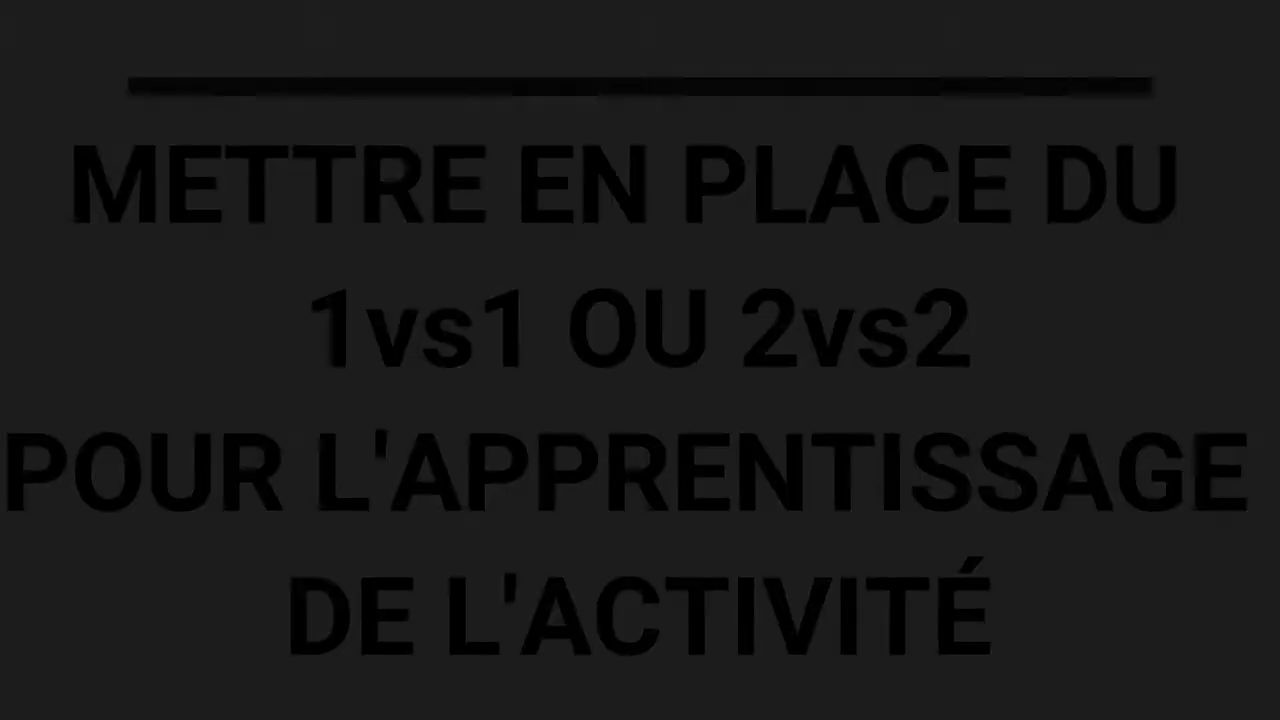 METTRE EN PLACE DU
1vs1 OU 2vs2
POUR L'APPRENTISSAGE
DE L'ACTIVITÉ